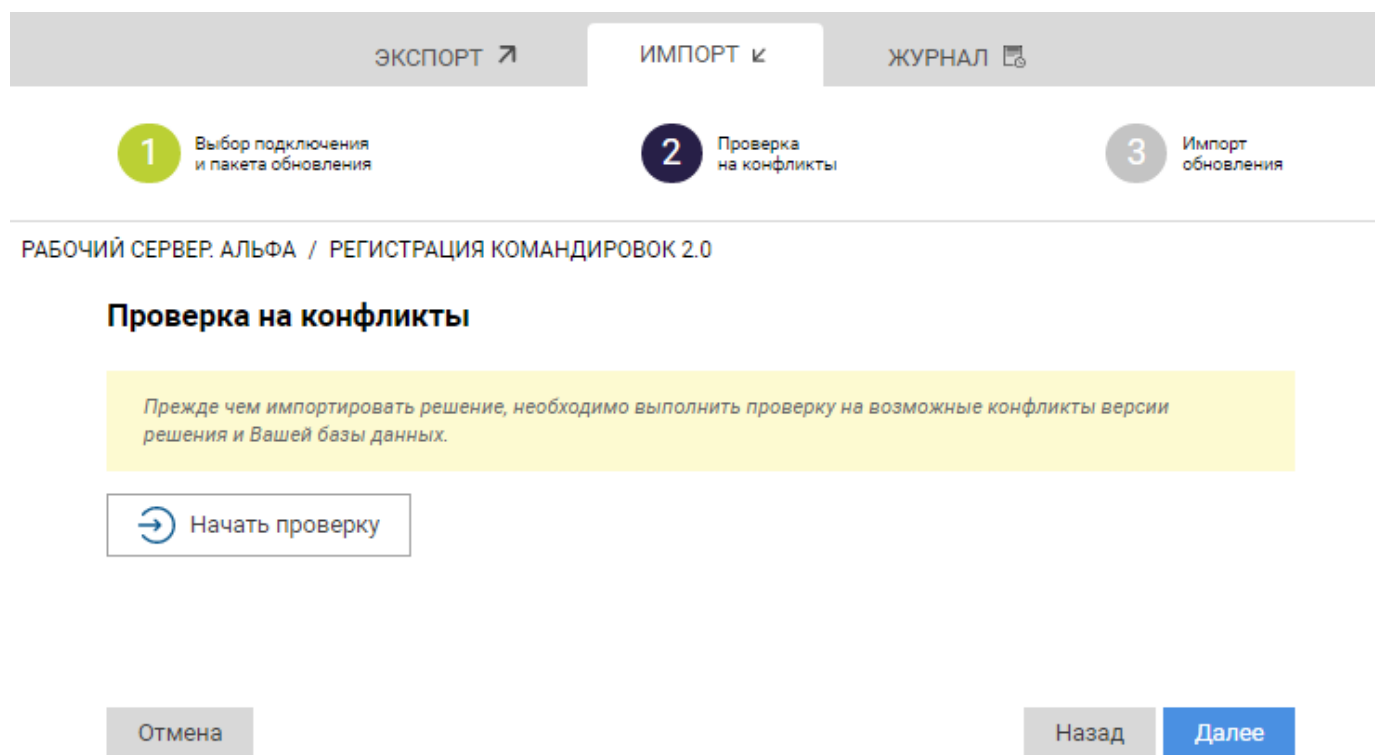 ЭКСПОРТ
ИМПОРТ
ЖУРНАЛ
1
Выбор подключения
и пакета обновления
2
Проверка
на конфликты
3
Импорт
обновления
РАБОЧИЙ СЕРВЕР. АЛЬФА / РЕГИСТРАЦИЯ КОМАНДИРОВОК 2.0
Проверка на конфликты
Прежде чем импортировать решение, необходимо выполнить проверку на возможные конфликты версии
решения и Вашей базы данных.
Начать проверку
Отмена
Назад
Далее